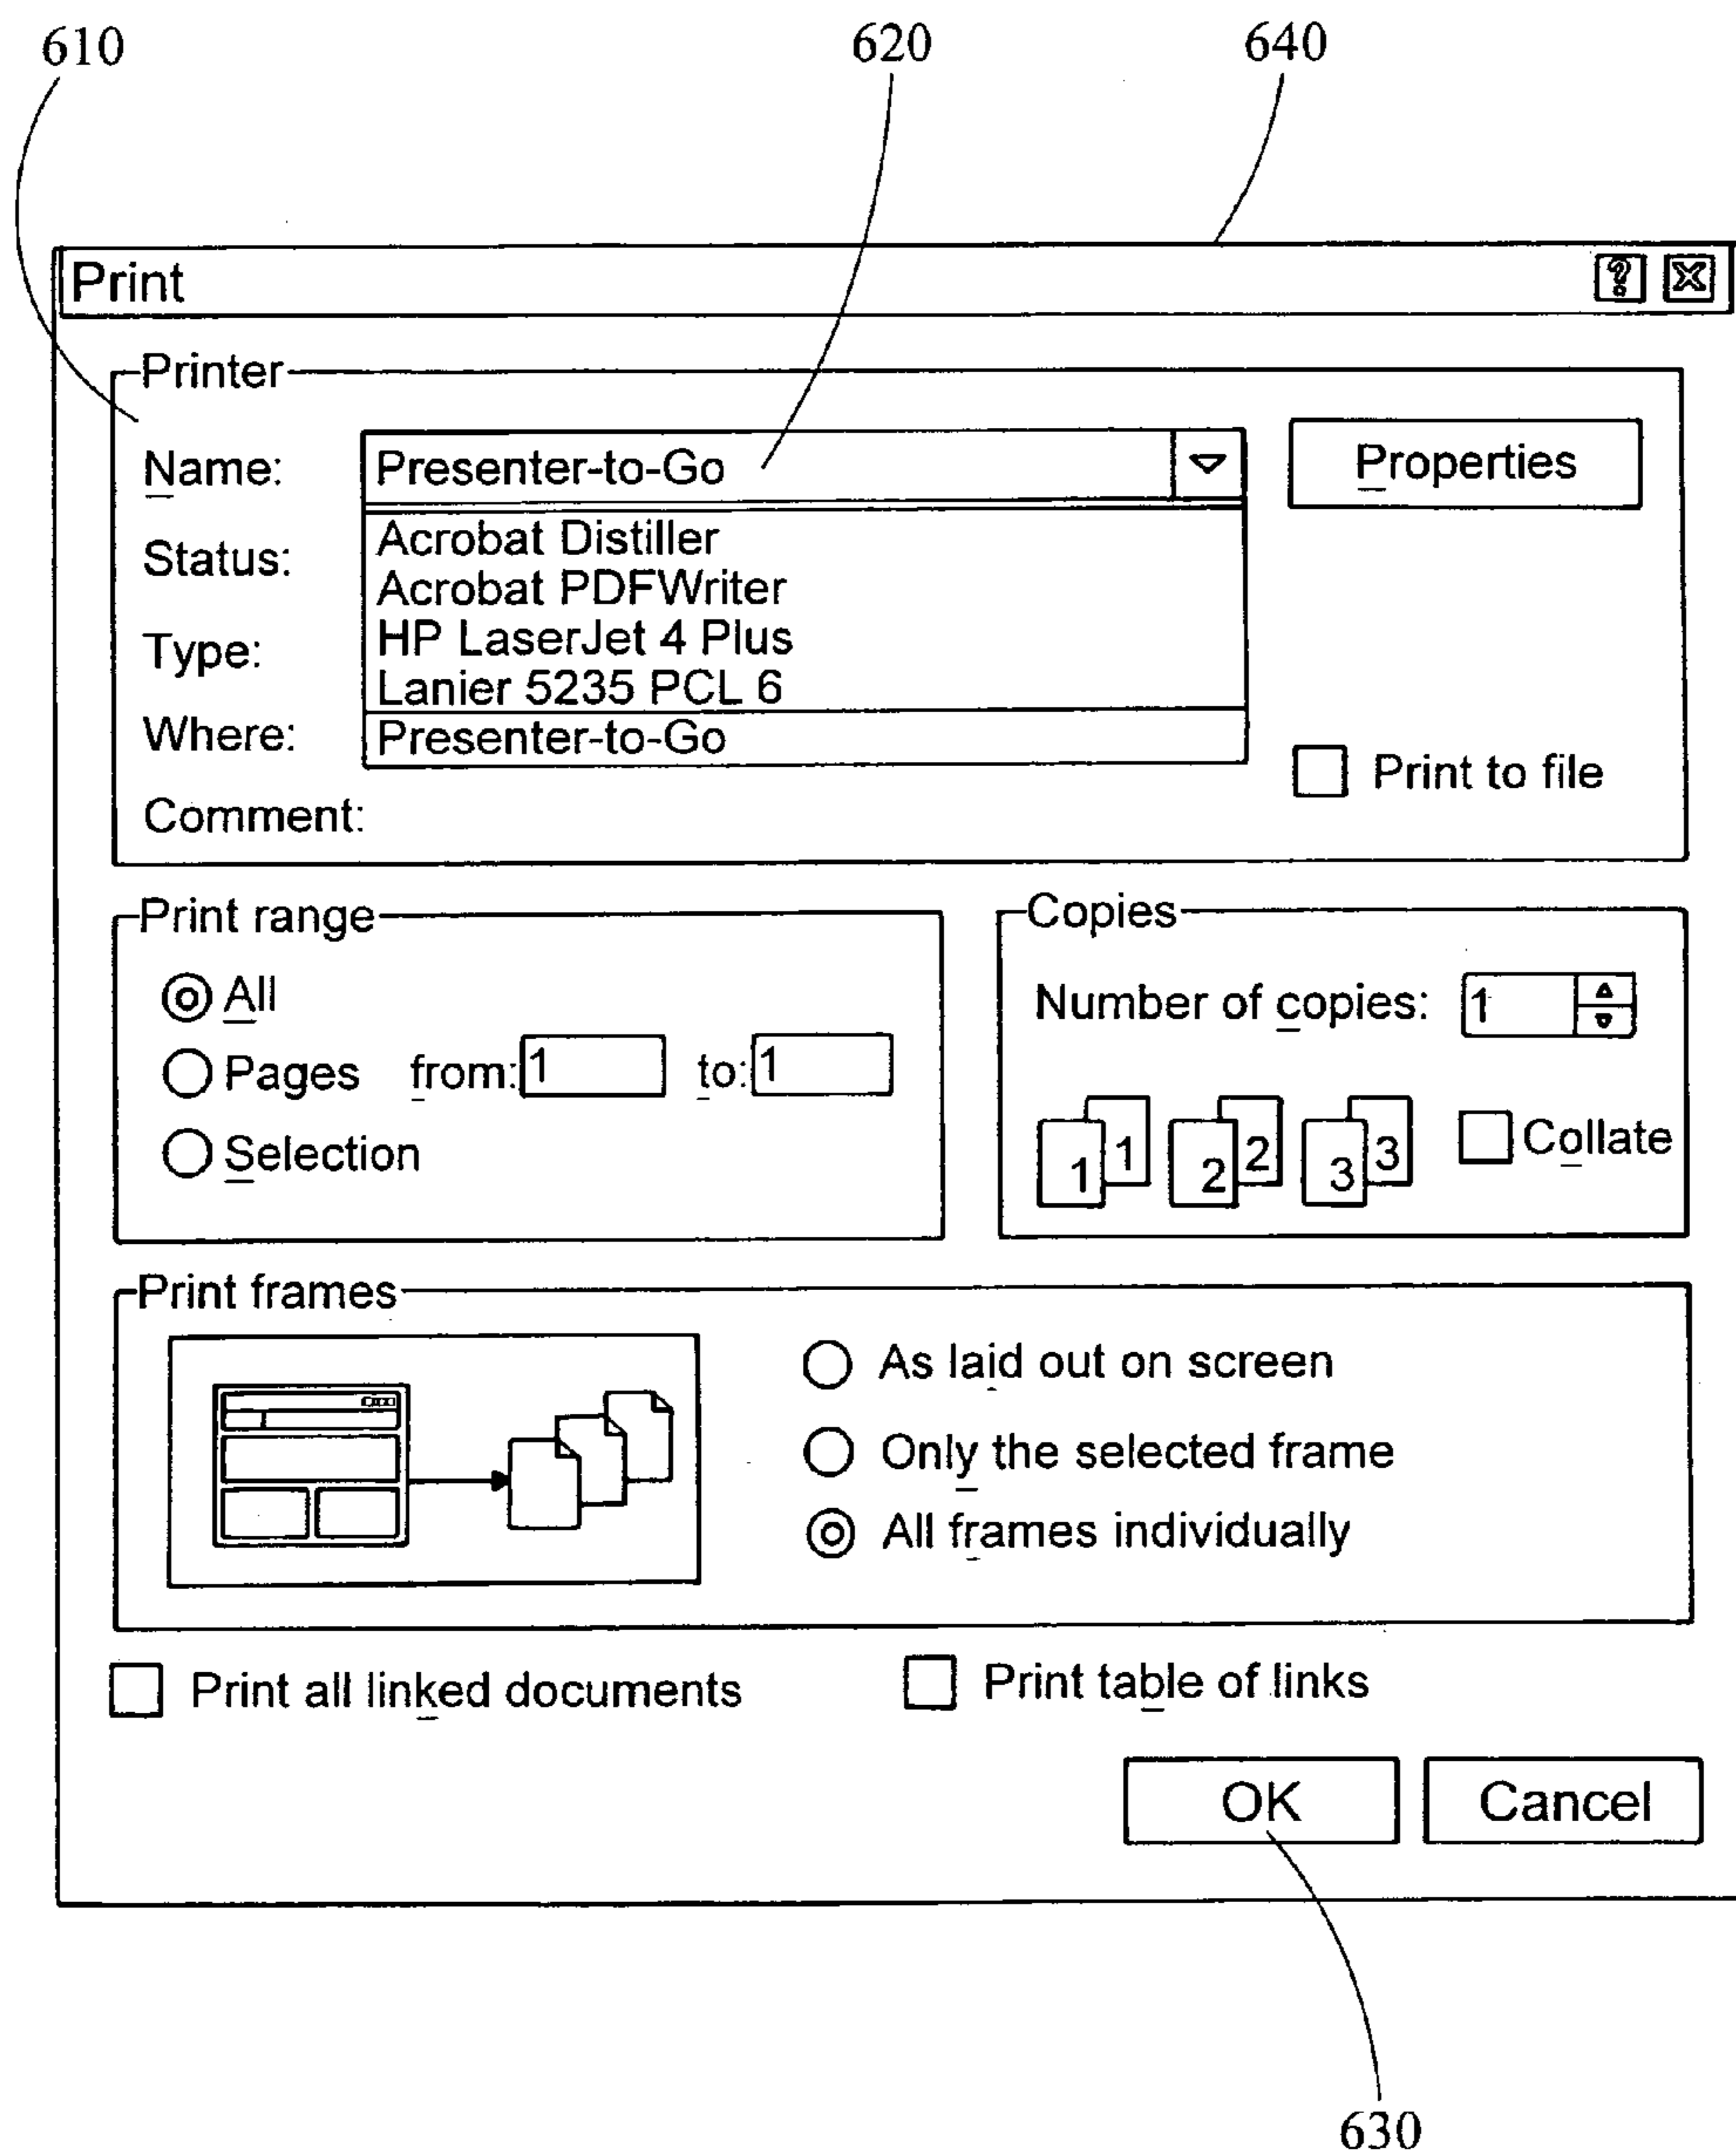 610 620 640
Print
Printer
Name: Presenter-to-Go Properties
Status: Acrobat Distiller
Acrobat PDFWriter
Type: HP LaserJet 4 Plus
Lanier 5235 PCL 6
Where: Presenter-to-Go
Print to file
Comment:
Print range Copies
All Number of copies: 1
Pages from: 1 to: 1
1 1 2 2 3 3 Collate
Selection
Print frames
As laid out on screen
Only the selected frame
All frames individually
Print all linked documents Print table of links
OK Cancel
630